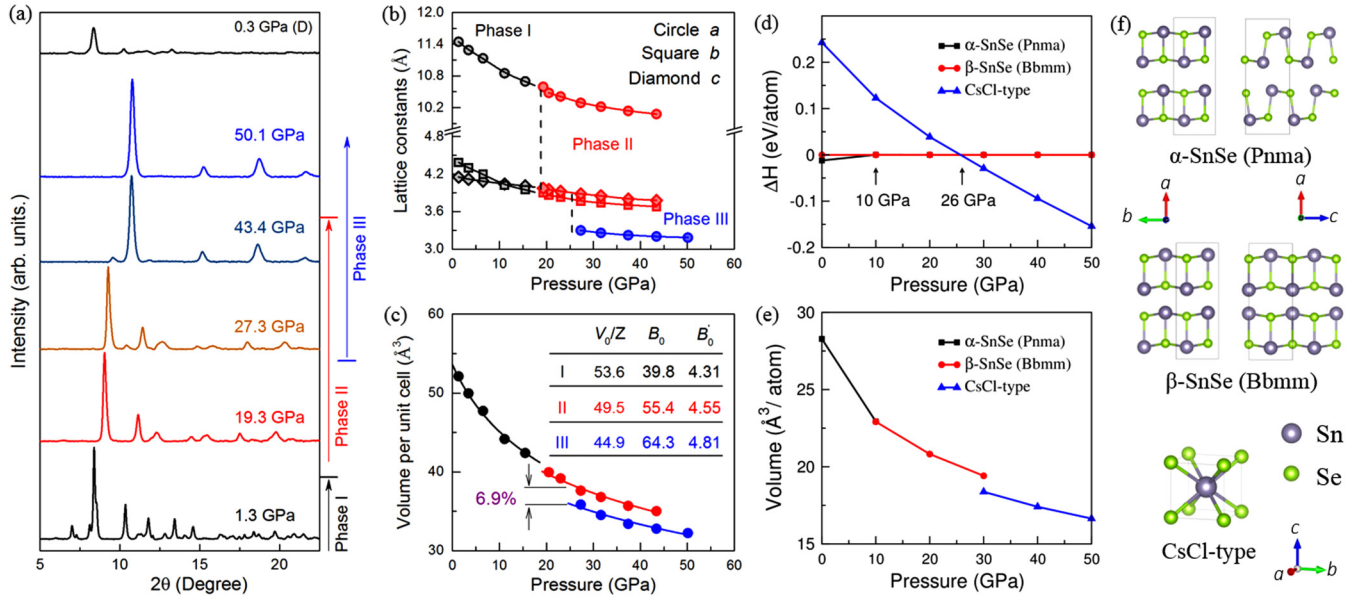 (a)
0.3 GPa (D)
50.1 GPa
43.4 GPa
27.3 GPa
19.3 GPa
1.3 GPa
Phase III
Phase II
Phase I
Intensity (arb. units.)
5 10 15 20
2θ (Degree)
(b)
Phase I
Circle a
Square b
Diamond c
Phase II
Phase III
Lattice constants (Å)
12.0
11.4
10.8
10.2
4.8
4.2
3.6
3.0
0 10 20 30 40 50 60
Pressure (GPa)
(c)
V0/Z B0 B0'
I 53.6 39.8 4.31
II 49.5 55.4 4.55
III 44.9 64.3 4.81
6.9%
Volume per unit cell (Å3)
60
50
40
30
0 10 20 30 40 50 60
Pressure (GPa)
(d)
α-SnSe (Pnma)
β-SnSe (Bbmm)
CsCl-type
10 GPa
26 GPa
ΔH (eV/atom)
0.2
0.1
0
-0.1
-0.2
0 10 20 30 40 50
Pressure (GPa)
(e)
α-SnSe (Pnma)
β-SnSe (Bbmm)
CsCl-type
Volume (Å3/ atom)
30
25
20
15
0 10 20 30 40 50
Pressure (GPa)
(f)
α-SnSe (Pnma)
a
b
a
c
β-SnSe (Bbmm)
Sn
Se
CsCl-type
c
a
b